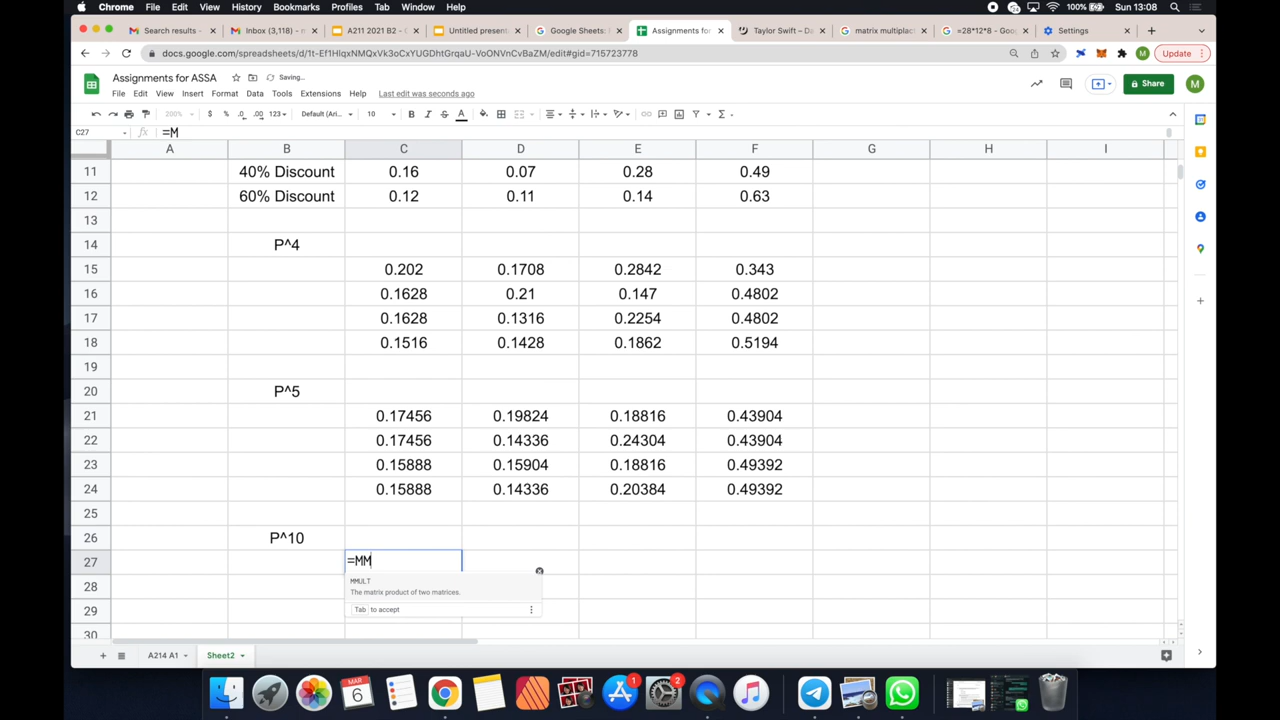 Chrome File Edit View History Bookmarks Profiles Tab Window Help 100% Sun 13:08
Search results - Inbox (3,118) - m A211 2021 B2 - Untitled present Google Sheets: Assignments for Taylor Swift – Da matrix multiplac =28*12*8 - Goo Settings
docs.google.com/spreadsheets/d/1t-Ef1HlqxNMQxVk3oCxYUGDhtGrqaU-VoONVnCvBaZM/edit#gid=715723778 M Update
Assignments for ASSA Saving... Share M
File Edit View Insert Format Data Tools Extensions Help Last edit was seconds ago
200% $ % .0 .00 123 Default (Ari... 10 B I S A Σ
C27 fx =M
A B C D E F G H I
11 40% Discount 0.16 0.07 0.28 0.49
12 60% Discount 0.12 0.11 0.14 0.63
13
14 P^4
15 0.202 0.1708 0.2842 0.343
16 0.1628 0.21 0.147 0.4802
17 0.1628 0.1316 0.2254 0.4802
18 0.1516 0.1428 0.1862 0.5194
19
20 P^5
21 0.17456 0.19824 0.18816 0.43904
22 0.17456 0.14336 0.24304 0.43904
23 0.15888 0.15904 0.18816 0.49392
24 0.15888 0.14336 0.20384 0.49392
25
26 P^10
27 =MM
MMULT
28 The matrix product of two matrices.
29 Tab to accept
30
A214 A1 Sheet2
MAR 6 1 2